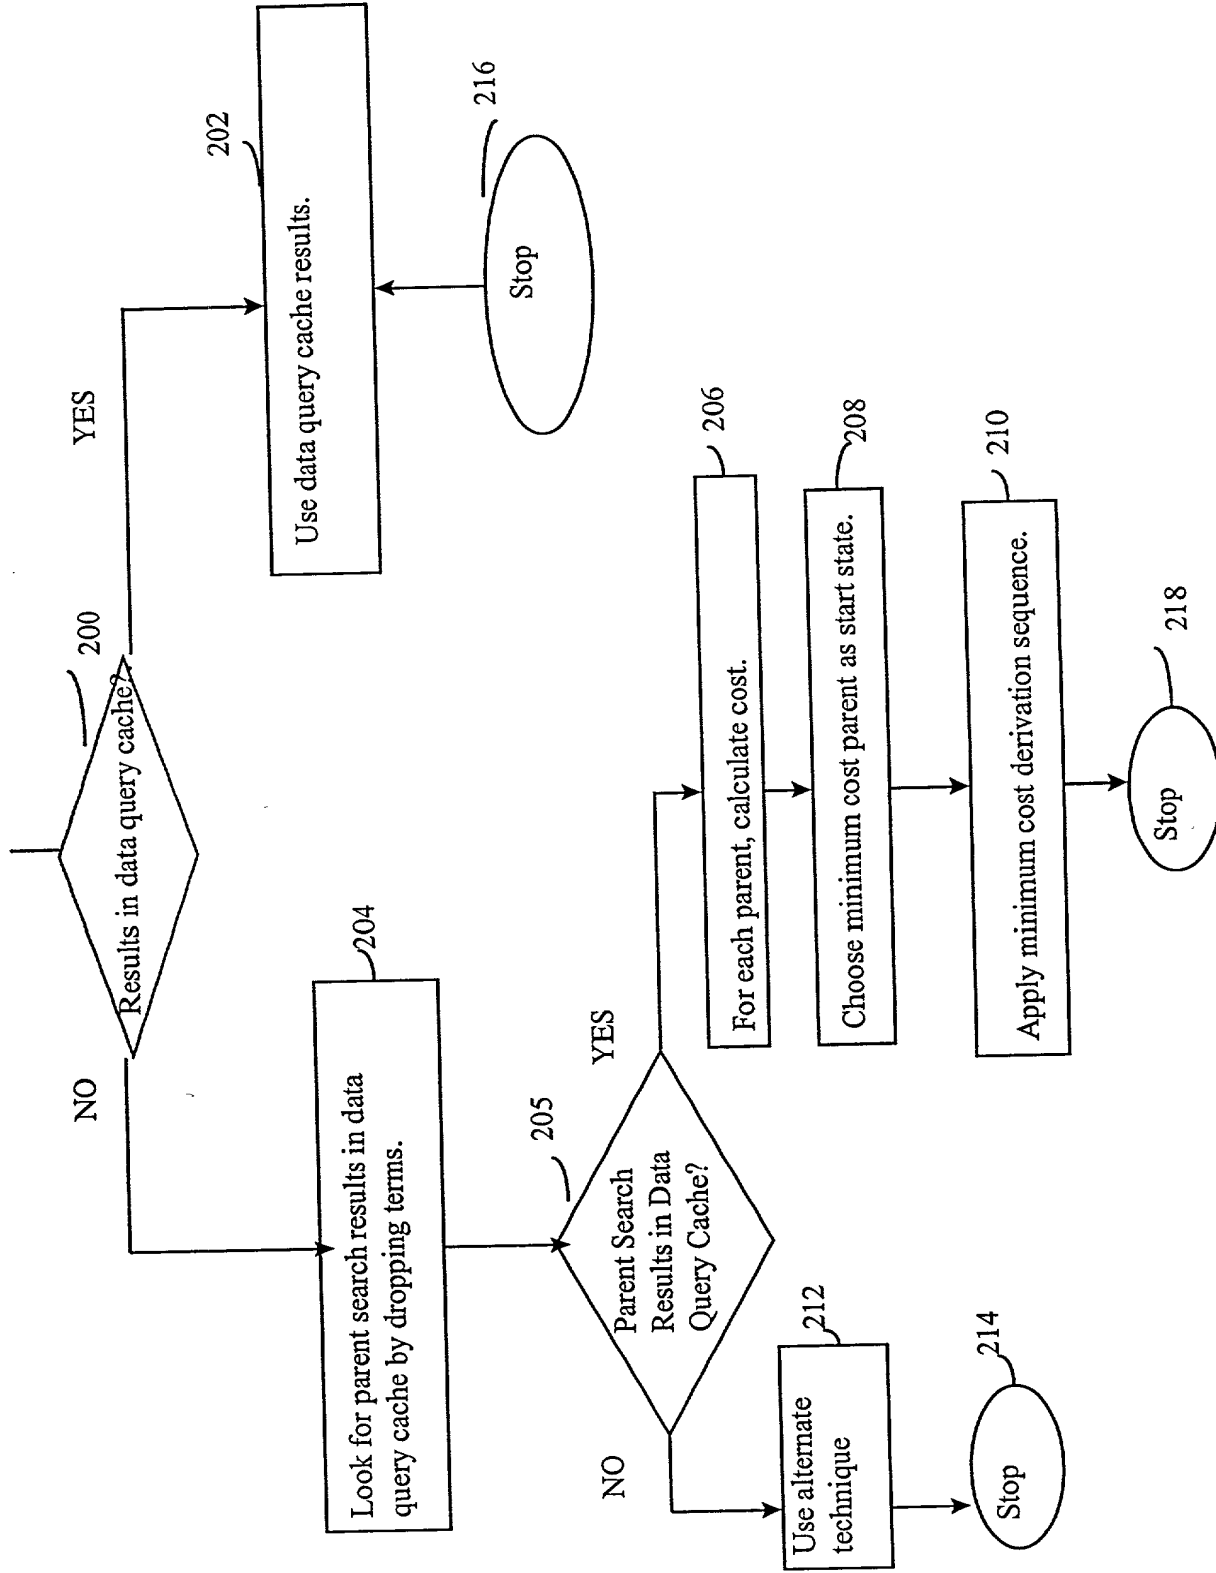 200
Results in data query cache?
YES
NO
202
Use data query cache results.
216
Stop
204
Look for parent search results in data
query cache by dropping terms.
205
Parent Search
Results in Data
Query Cache?
YES
NO
206
For each parent, calculate cost.
208
Choose minimum cost parent as start state.
210
Apply minimum cost derivation sequence.
218
Stop
212
Use alternate
technique
214
Stop